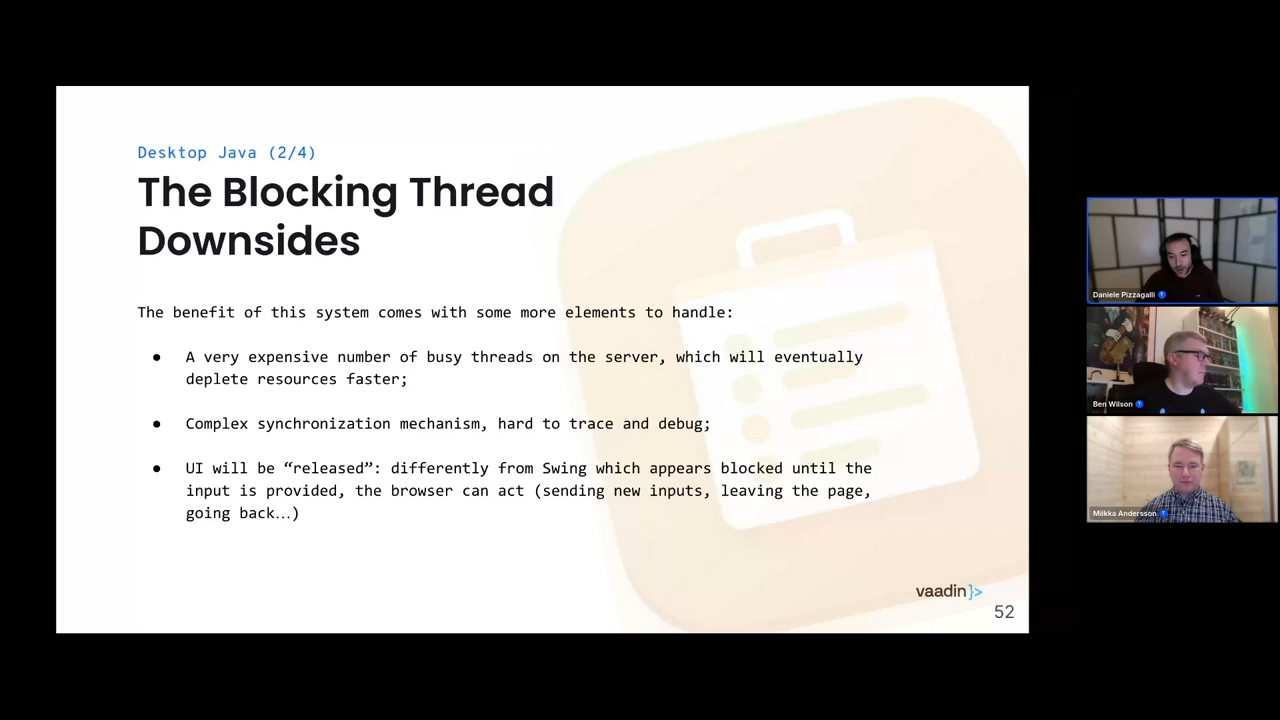 Desktop Java (2/4)
The Blocking Thread
Downsides
The benefit of this system comes with some more elements to handle:
● A very expensive number of busy threads on the server, which will eventually
deplete resources faster;
● Complex synchronization mechanism, hard to trace and debug;
● UI will be “released”: differently from Swing which appears blocked until the
input is provided, the browser can act (sending new inputs, leaving the page,
going back…)
vaadin}>
52
Daniele Pizzagalli
Ben Wilson
Miikka Andersson